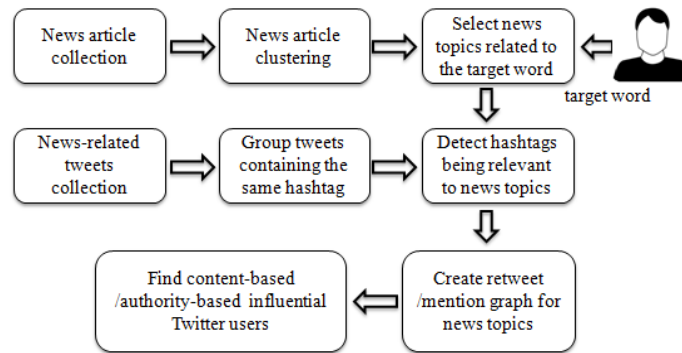 News article
collection
News article
clustering
Select news
topics related to
the target word
target word
News-related
tweets
collection
Group tweets
containing the
same hashtag
Detect hashtags
being relevant
to news topics
Find content-based
/authority-based influential
Twitter users
Create retweet
/mention graph for
news topics